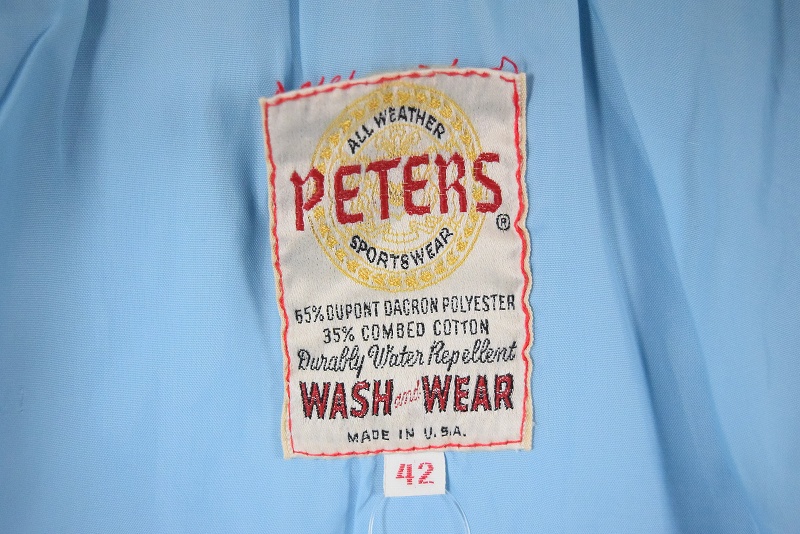 ALL WEATHER
PETERS
®
SPORTSWEAR
65% DUPONT DACRON POLYESTER
35% COMBED COTTON
Durably Water Repellent
WASH and WEAR
MADE IN U.S.A.
42